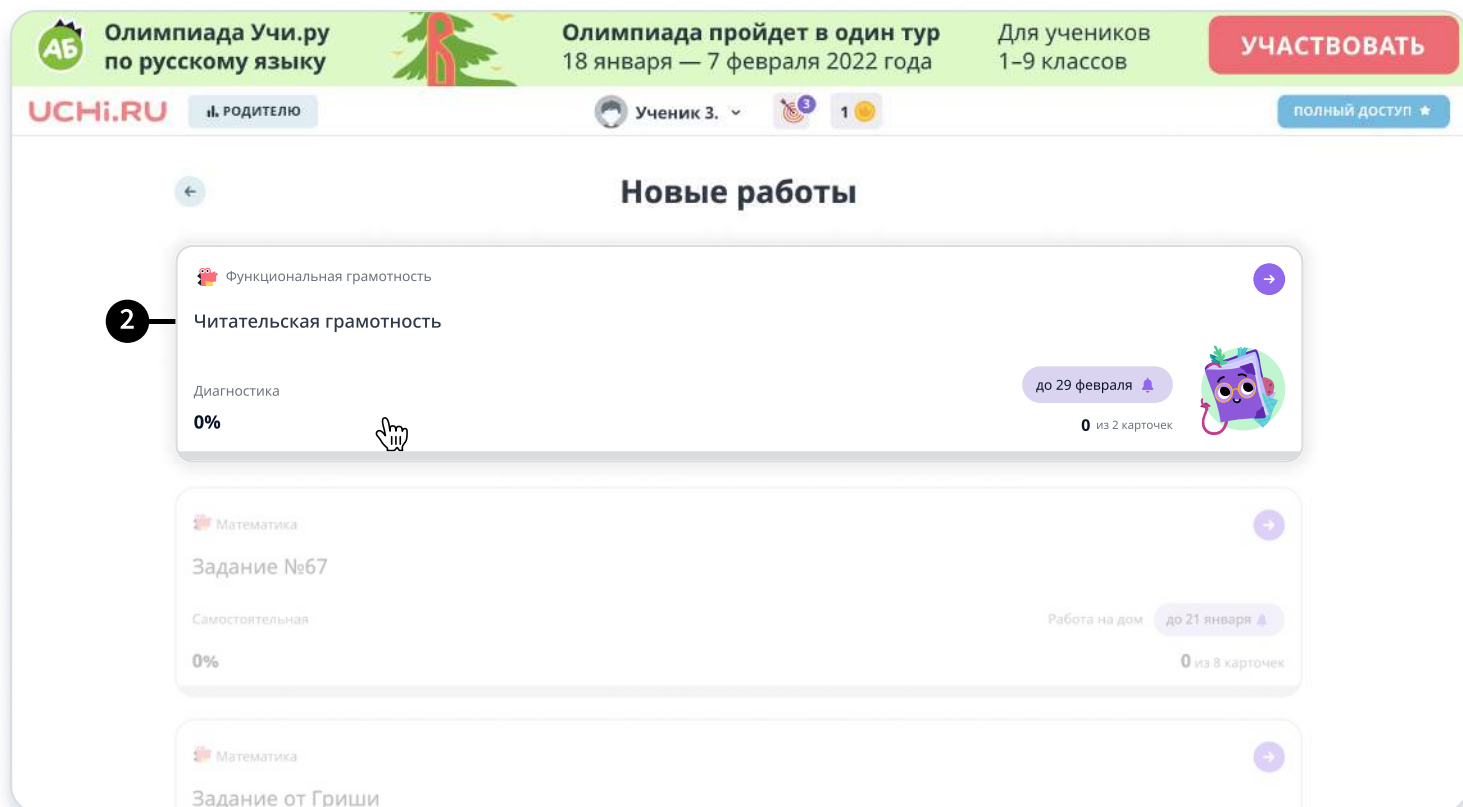 АБ
Олимпиада Учи.ру
по русскому языку
Олимпиада пройдет в один тур
18 января — 7 февраля 2022 года
Для учеников
1–9 классов
УЧАСТВОВАТЬ
UCHi.RU
РОДИТЕЛЮ
Ученик З.
3
1
ПОЛНЫЙ ДОСТУП
Новые работы
Функциональная грамотность
2
Читательская грамотность
Диагностика
до 29 февраля
0%
0 из 2 карточек
Математика
Задание №67
Самостоятельная
Работа на дом
до 21 января
0%
0 из 8 карточек
Математика
Задание от Гриши